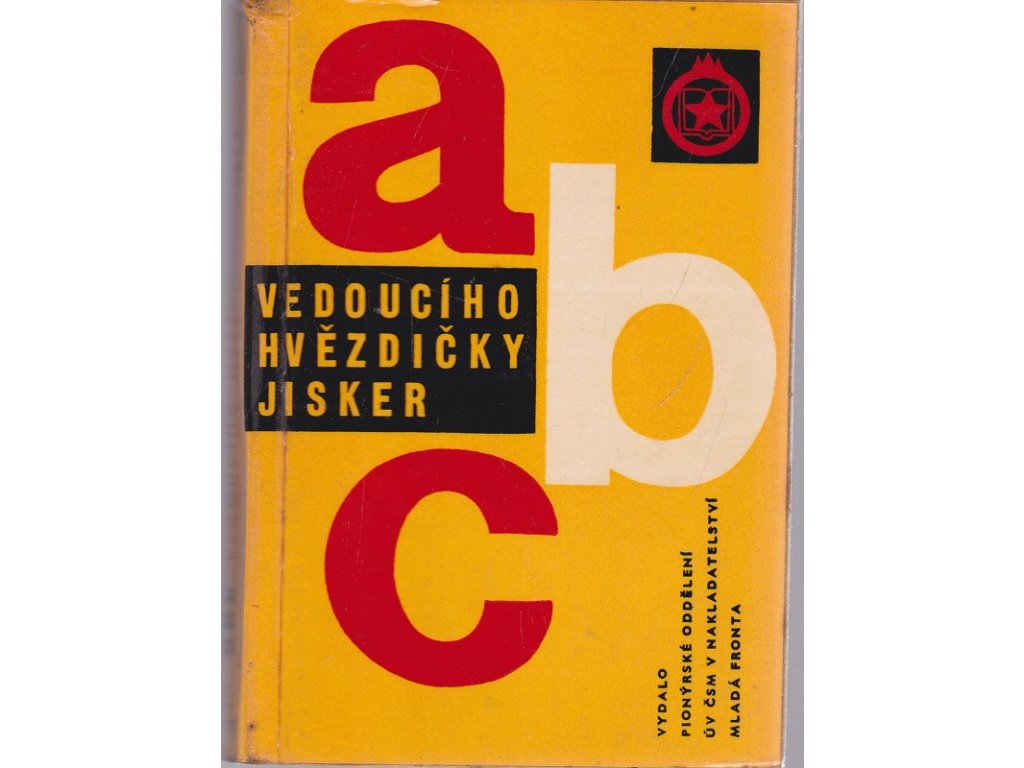 a
b
c
VEDOUCÍHO
HVĚZDIČKY
JISKER
VYDALO
PIONÝRSKÉ ODDĚLENÍ
ÚV ČSM V NAKLADATELSTVÍ
MLADÁ FRONTA